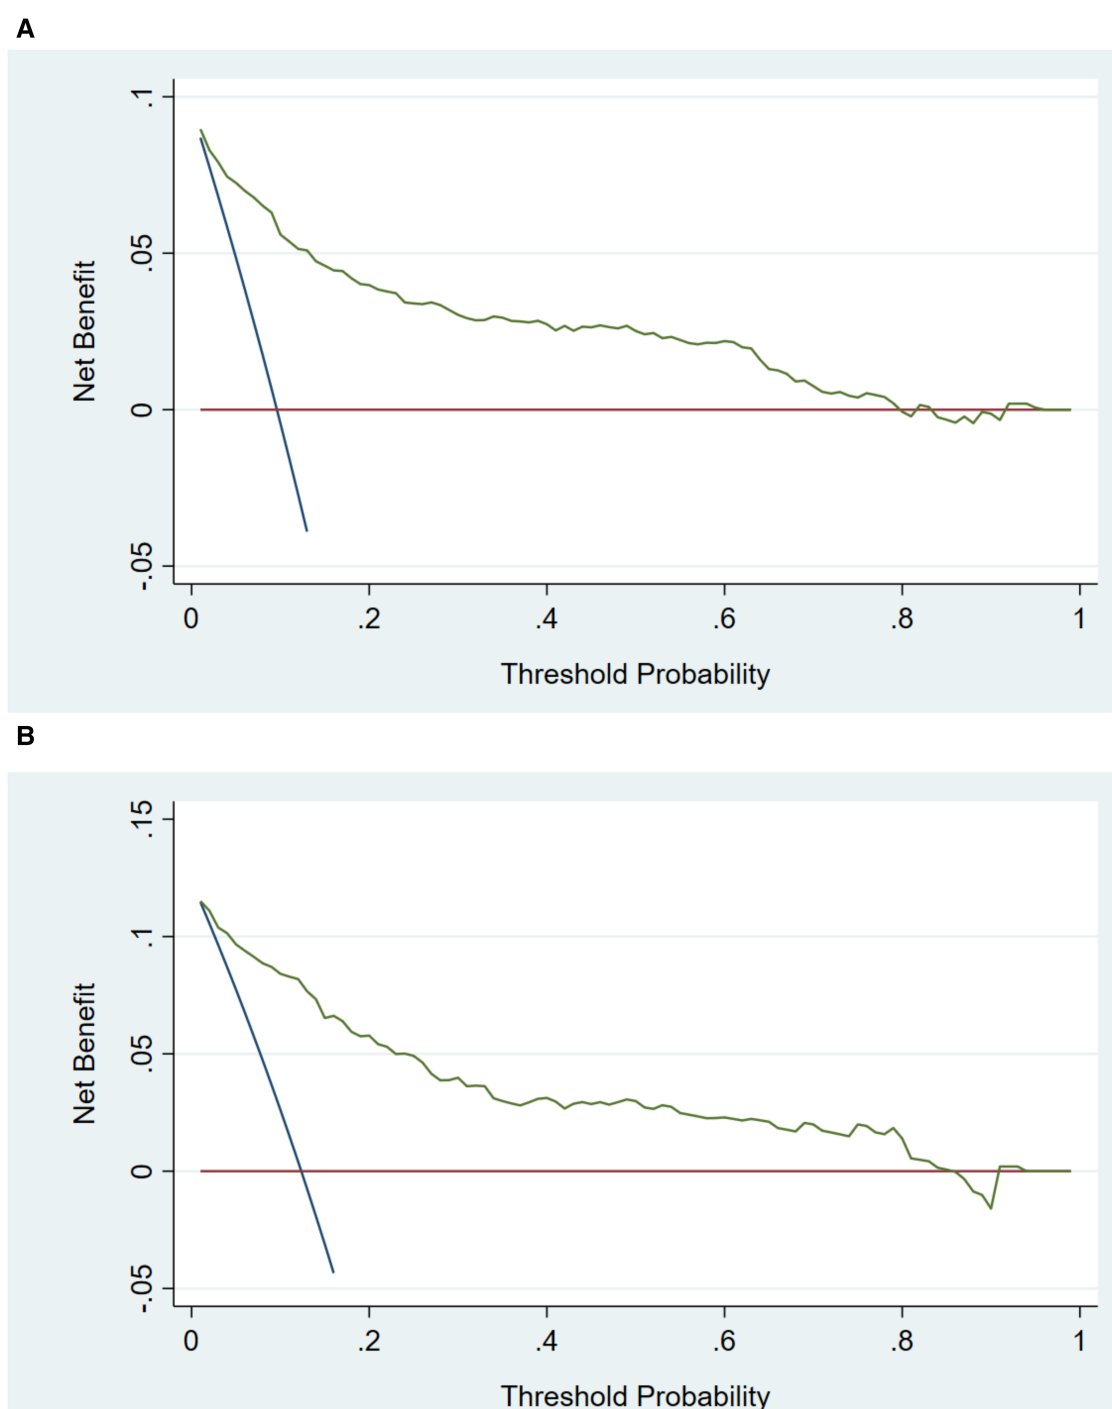 A
.1
.05
0
-.05
Net Benefit
0 .2 .4 .6 .8 1
Threshold Probability
B
.15
.1
.05
0
-.05
Net Benefit
0 .2 .4 .6 .8 1
Threshold Probability